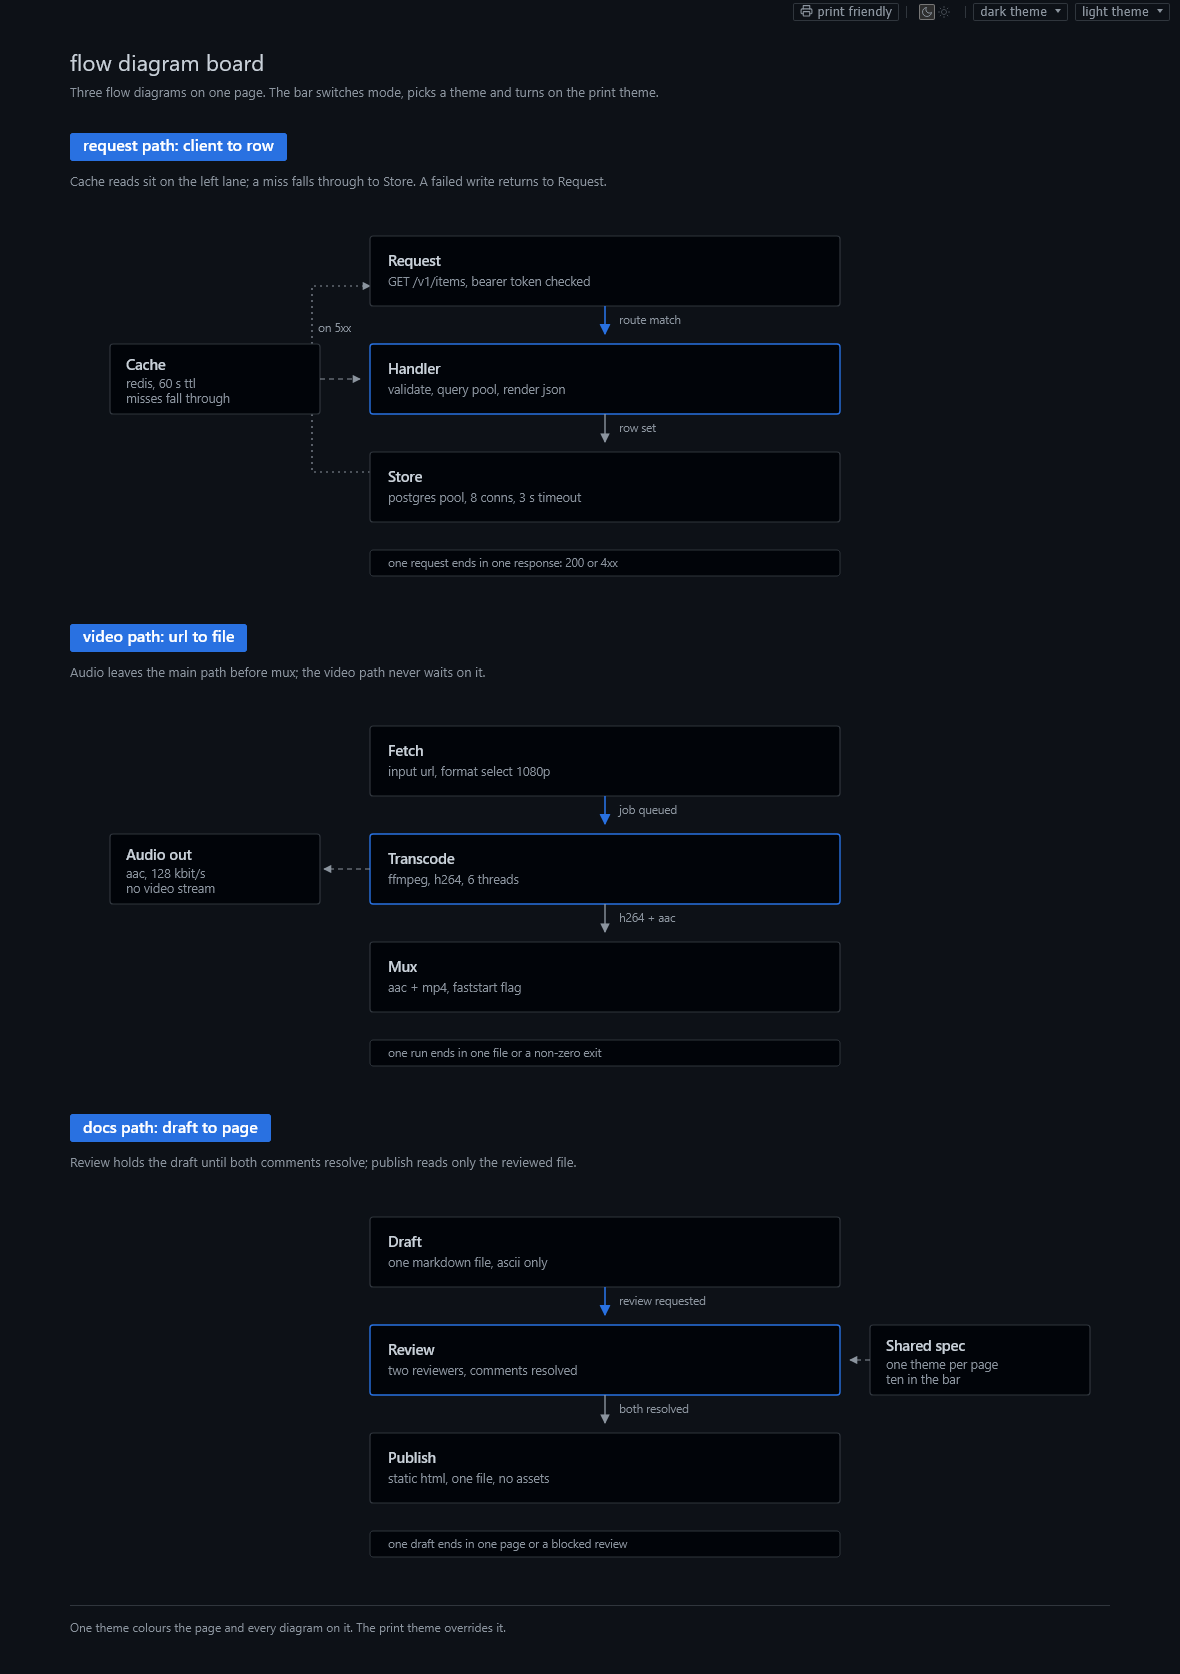 print friendly
dark theme
light theme
flow diagram board
Three flow diagrams on one page. The bar switches mode, picks a theme and turns on the print theme.
request path: client to row
Cache reads sit on the left lane; a miss falls through to Store. A failed write returns to Request.
Request
GET /v1/items, bearer token checked
route match
on 5xx
Cache
redis, 60 s ttl
misses fall through
Handler
validate, query pool, render json
row set
Store
postgres pool, 8 conns, 3 s timeout
one request ends in one response: 200 or 4xx
video path: url to file
Audio leaves the main path before mux; the video path never waits on it.
Fetch
input url, format select 1080p
job queued
Audio out
aac, 128 kbit/s
no video stream
Transcode
ffmpeg, h264, 6 threads
h264 + aac
Mux
aac + mp4, faststart flag
one run ends in one file or a non-zero exit
docs path: draft to page
Review holds the draft until both comments resolve; publish reads only the reviewed file.
Draft
one markdown file, ascii only
review requested
Review
two reviewers, comments resolved
Shared spec
one theme per page
ten in the bar
both resolved
Publish
static html, one file, no assets
one draft ends in one page or a blocked review
One theme colours the page and every diagram on it. The print theme overrides it.